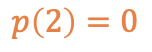 p(2) = 0